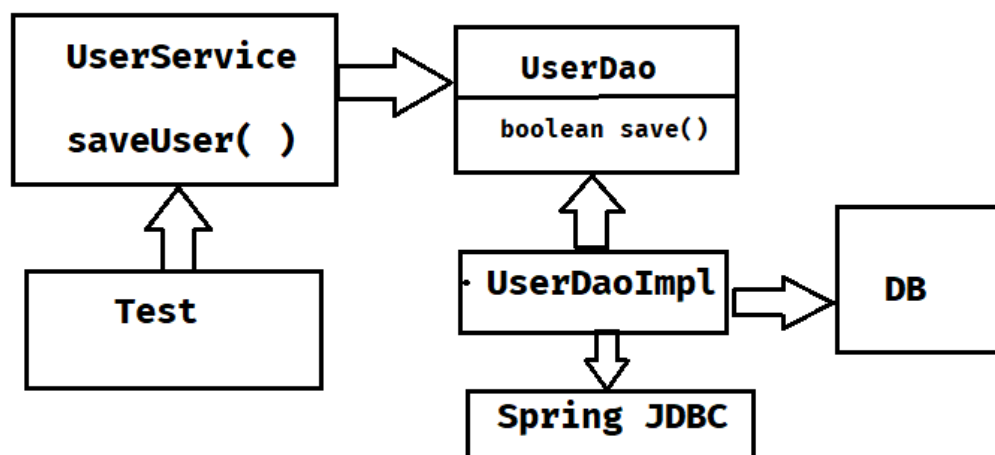 UserService
saveUser( )
UserDao
boolean save()
Test
UserDaoImpl
DB
Spring JDBC